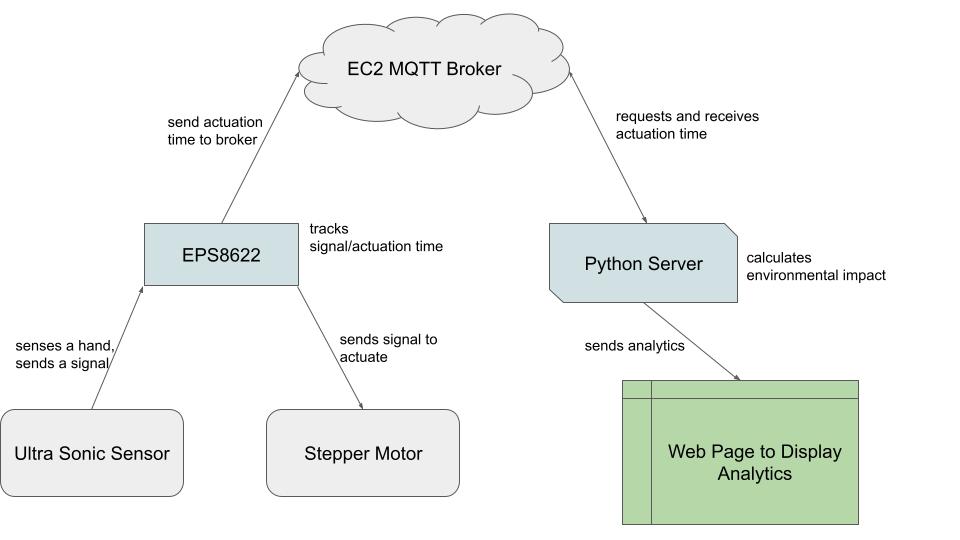 EC2 MQTT Broker
send actuation
time to broker
requests and receives
actuation time
tracks
signal/actuation time
EPS8622
Python Server
calculates
environmental impact
senses a hand,
sends a signal
sends signal to
actuate
sends analytics
Ultra Sonic Sensor
Stepper Motor
Web Page to Display
Analytics